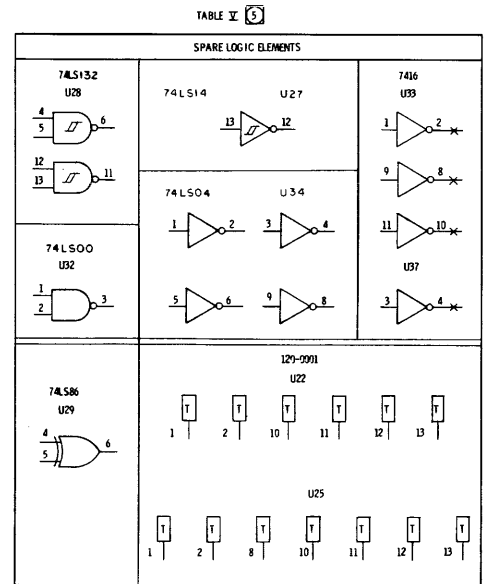 TABLE V 5
SPARE LOGIC ELEMENTS
74LS132
U28
4
5
6
12
13
11
74LS00
U32
1
2
3
74LS14 U27
13 12
74LS04 U34
1 2 3 4
5 6 9 8
7416
U33
1 2
9 8
11 10
U37
3 4
74LS86
U29
4
5
6
120-0001
U22
T T T T T T
1 2 10 11 12 13
U25
T T T T T T T
1 2 8 10 11 12 13